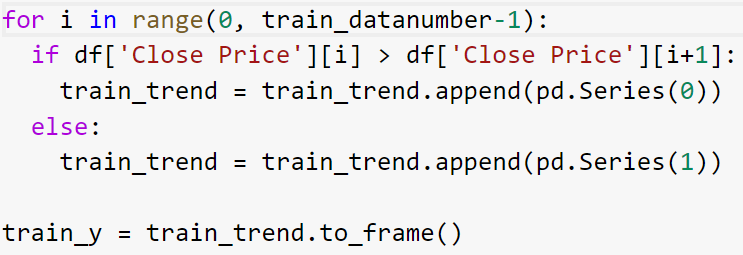 for i in range(0, train_datanumber-1):
  if df['Close Price'][i] > df['Close Price'][i+1]:
    train_trend = train_trend.append(pd.Series(0))
  else:
    train_trend = train_trend.append(pd.Series(1))

train_y = train_trend.to_frame()